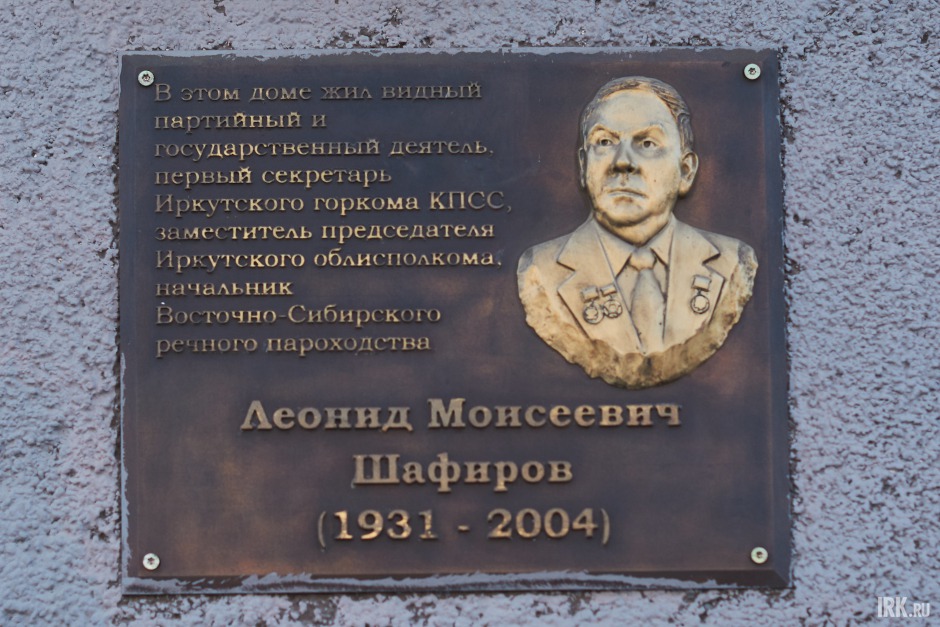 В этом доме жил видный
партийный и
государственный деятель,
первый секретарь
Иркутского горкома КПСС,
заместитель председателя
Иркутского облисполкома,
начальник
Восточно-Сибирского
речного пароходства
Леонид Моисеевич
Шафиров
(1931 - 2004)
IRK.RU